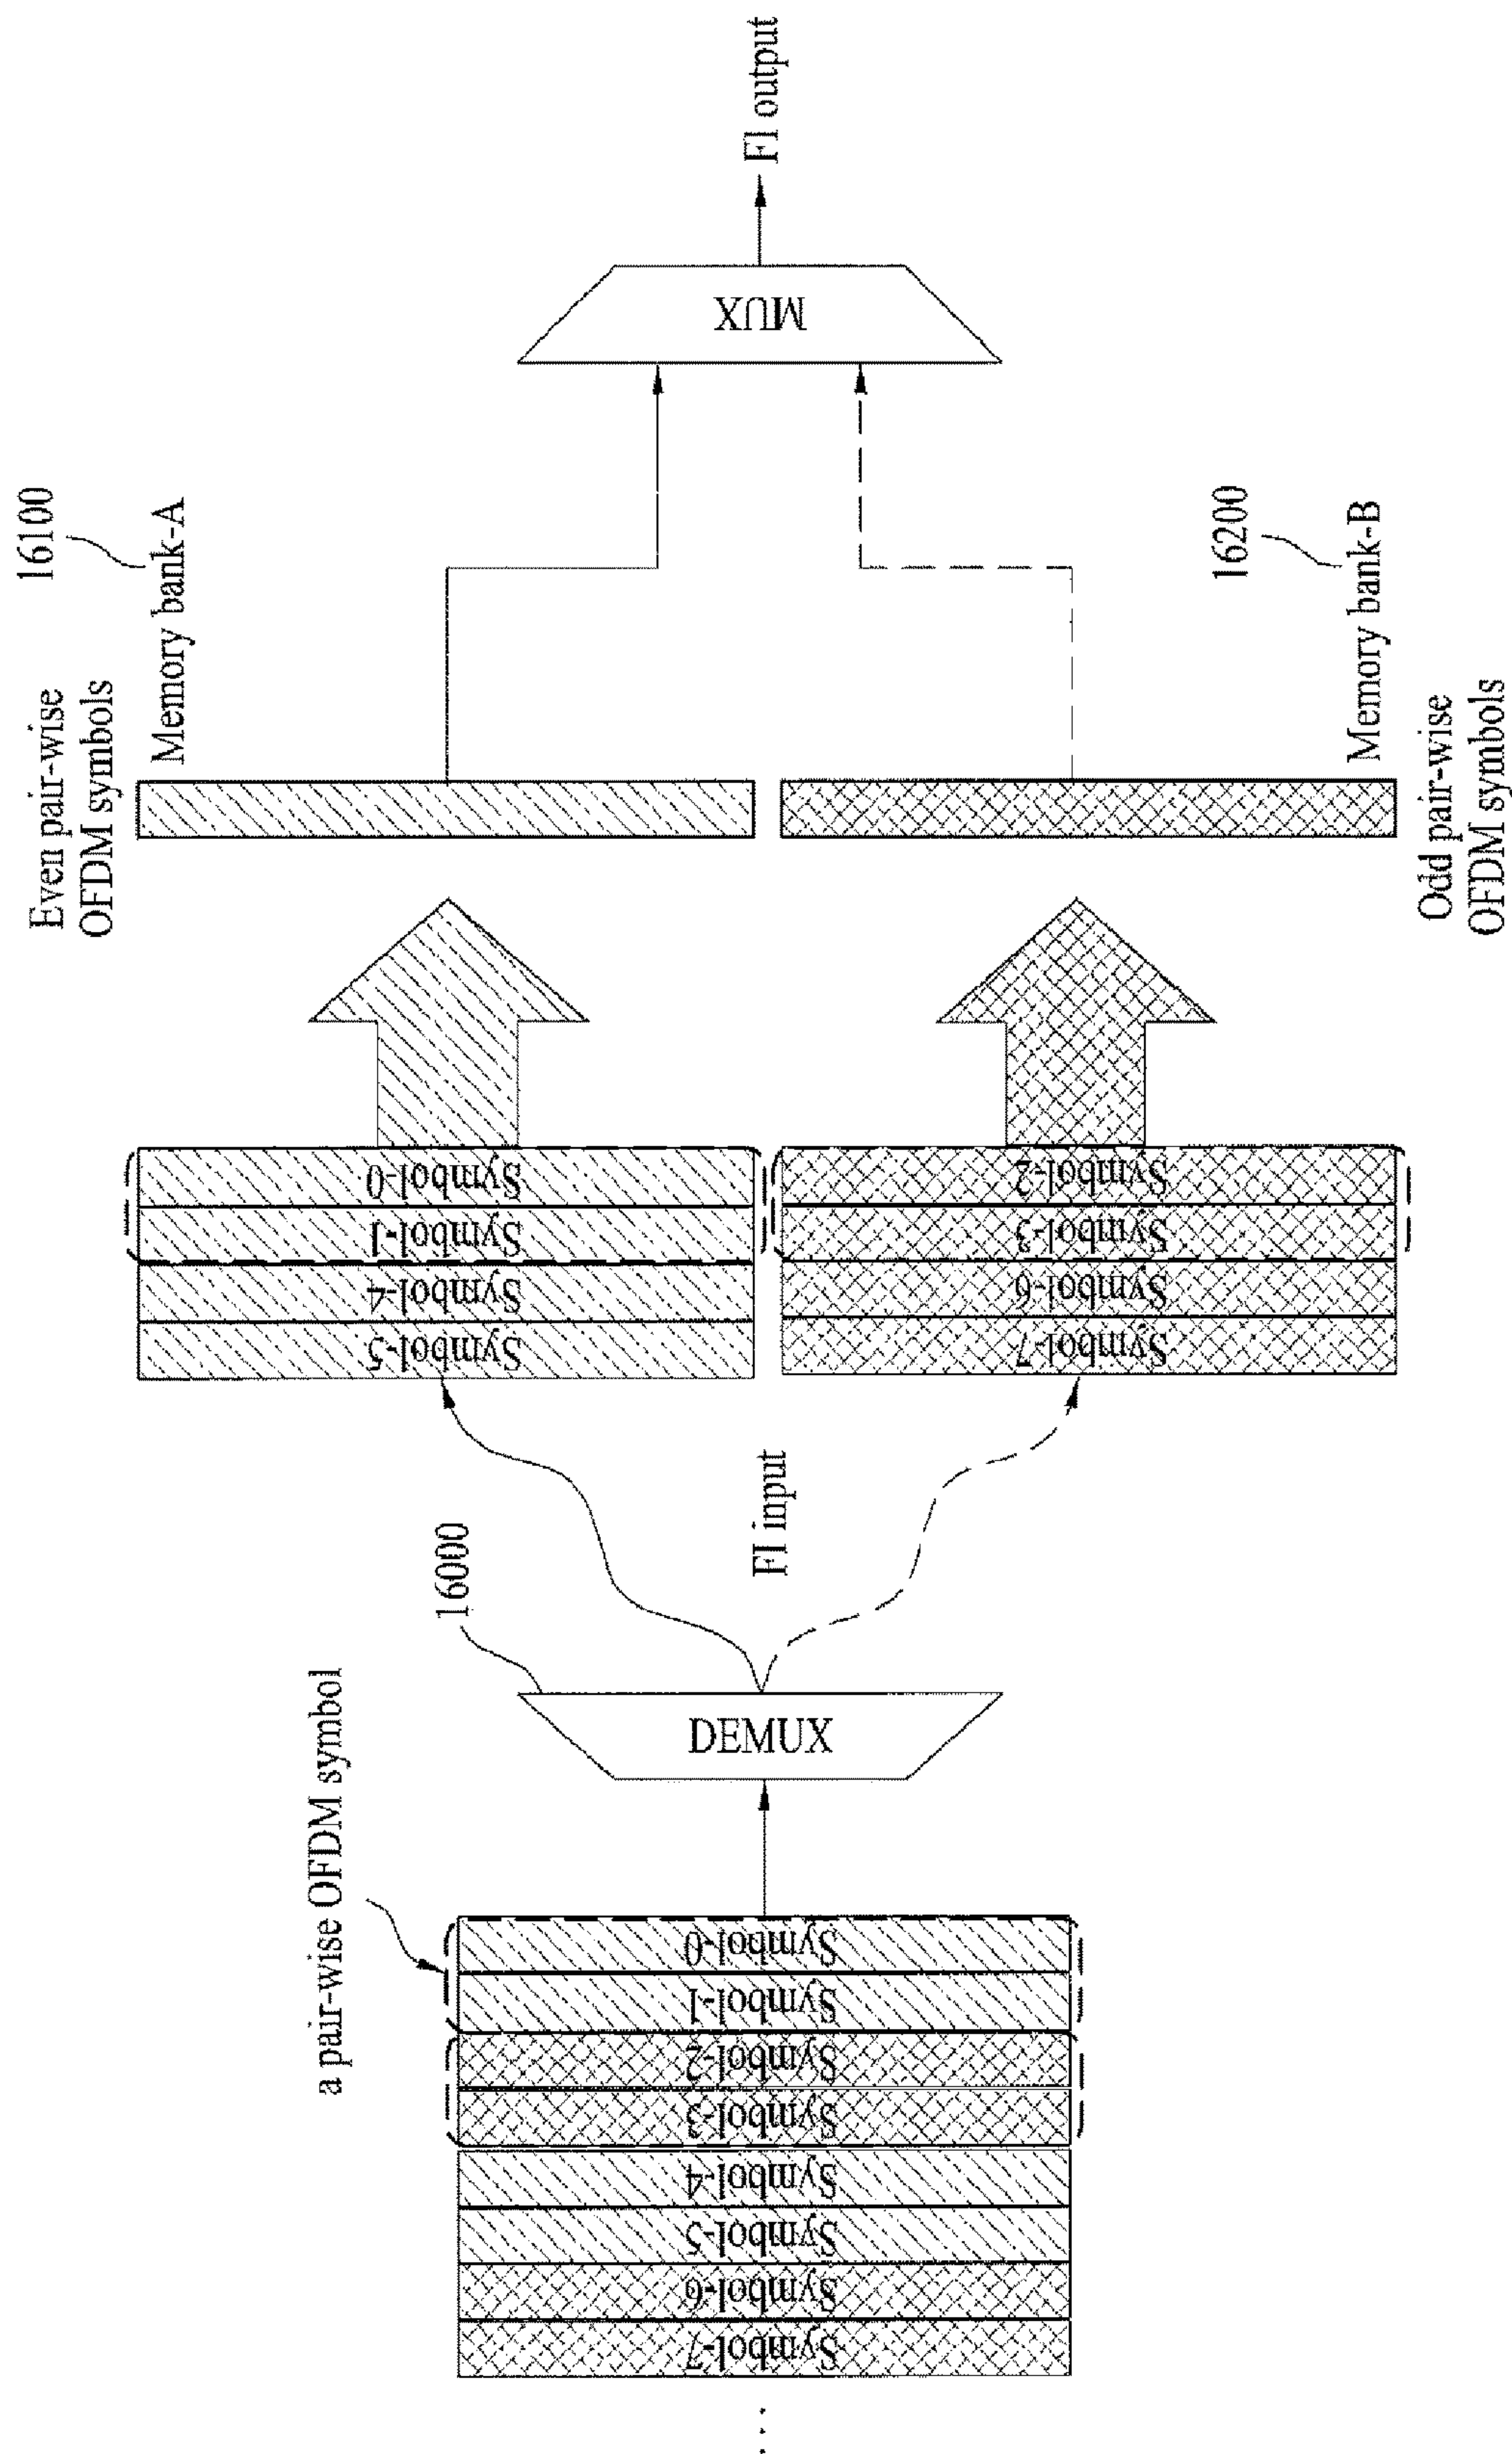 a pair-wise OFDM symbol
...
Symbol-7
Symbol-6
Symbol-5
Symbol-4
Symbol-3
Symbol-2
Symbol-1
Symbol-0
16000
DEMUX
FI input
Symbol-5
Symbol-4
Symbol-1
Symbol-0
Symbol-7
Symbol-6
Symbol-3
Symbol-2
Even pair-wise
OFDM symbols
16100
Memory bank-A
16200
Memory bank-B
Odd pair-wise
OFDM symbols
MUX
FI output